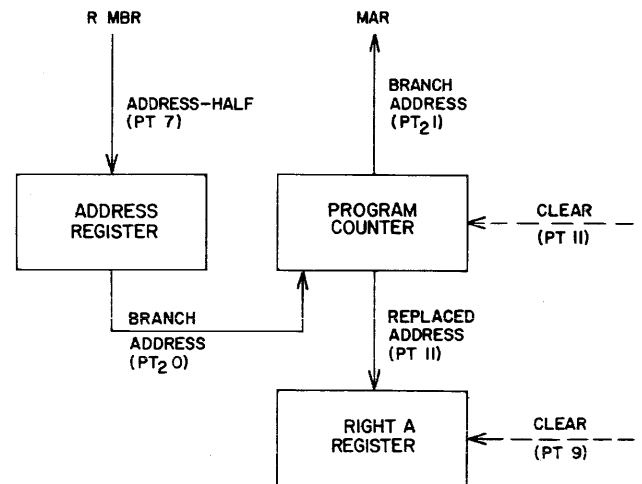 R MBR
MAR
ADDRESS-HALF
(PT 7)
BRANCH
ADDRESS
(PT2 1)
ADDRESS
REGISTER
PROGRAM
COUNTER
CLEAR
(PT 11)
BRANCH
ADDRESS
(PT2 0)
REPLACED
ADDRESS
(PT 11)
RIGHT A
REGISTER
CLEAR
(PT 9)